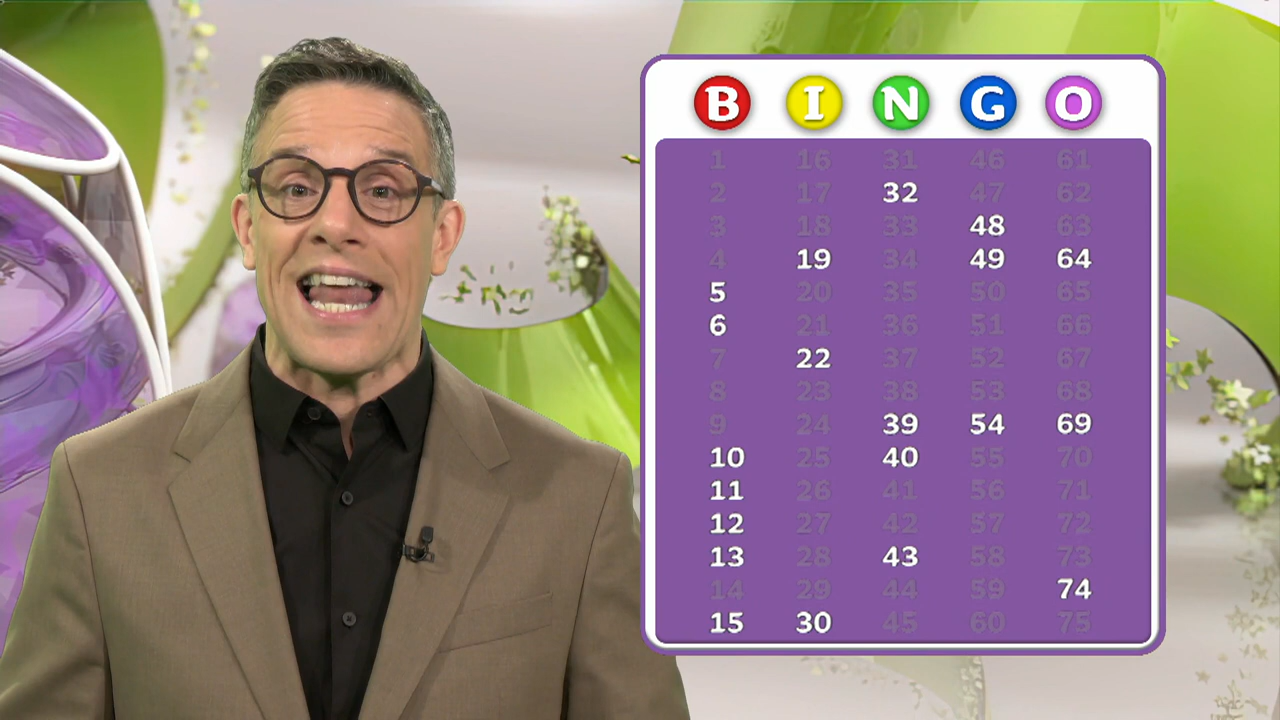 B I N G O
1 16 31 46 61
2 17 32 47 62
3 18 33 48 63
4 19 34 49 64
5 20 35 50 65
6 21 36 51 66
7 22 37 52 67
8 23 38 53 68
9 24 39 54 69
10 25 40 55 70
11 26 41 56 71
12 27 42 57 72
13 28 43 58 73
14 29 44 59 74
15 30 45 60 75